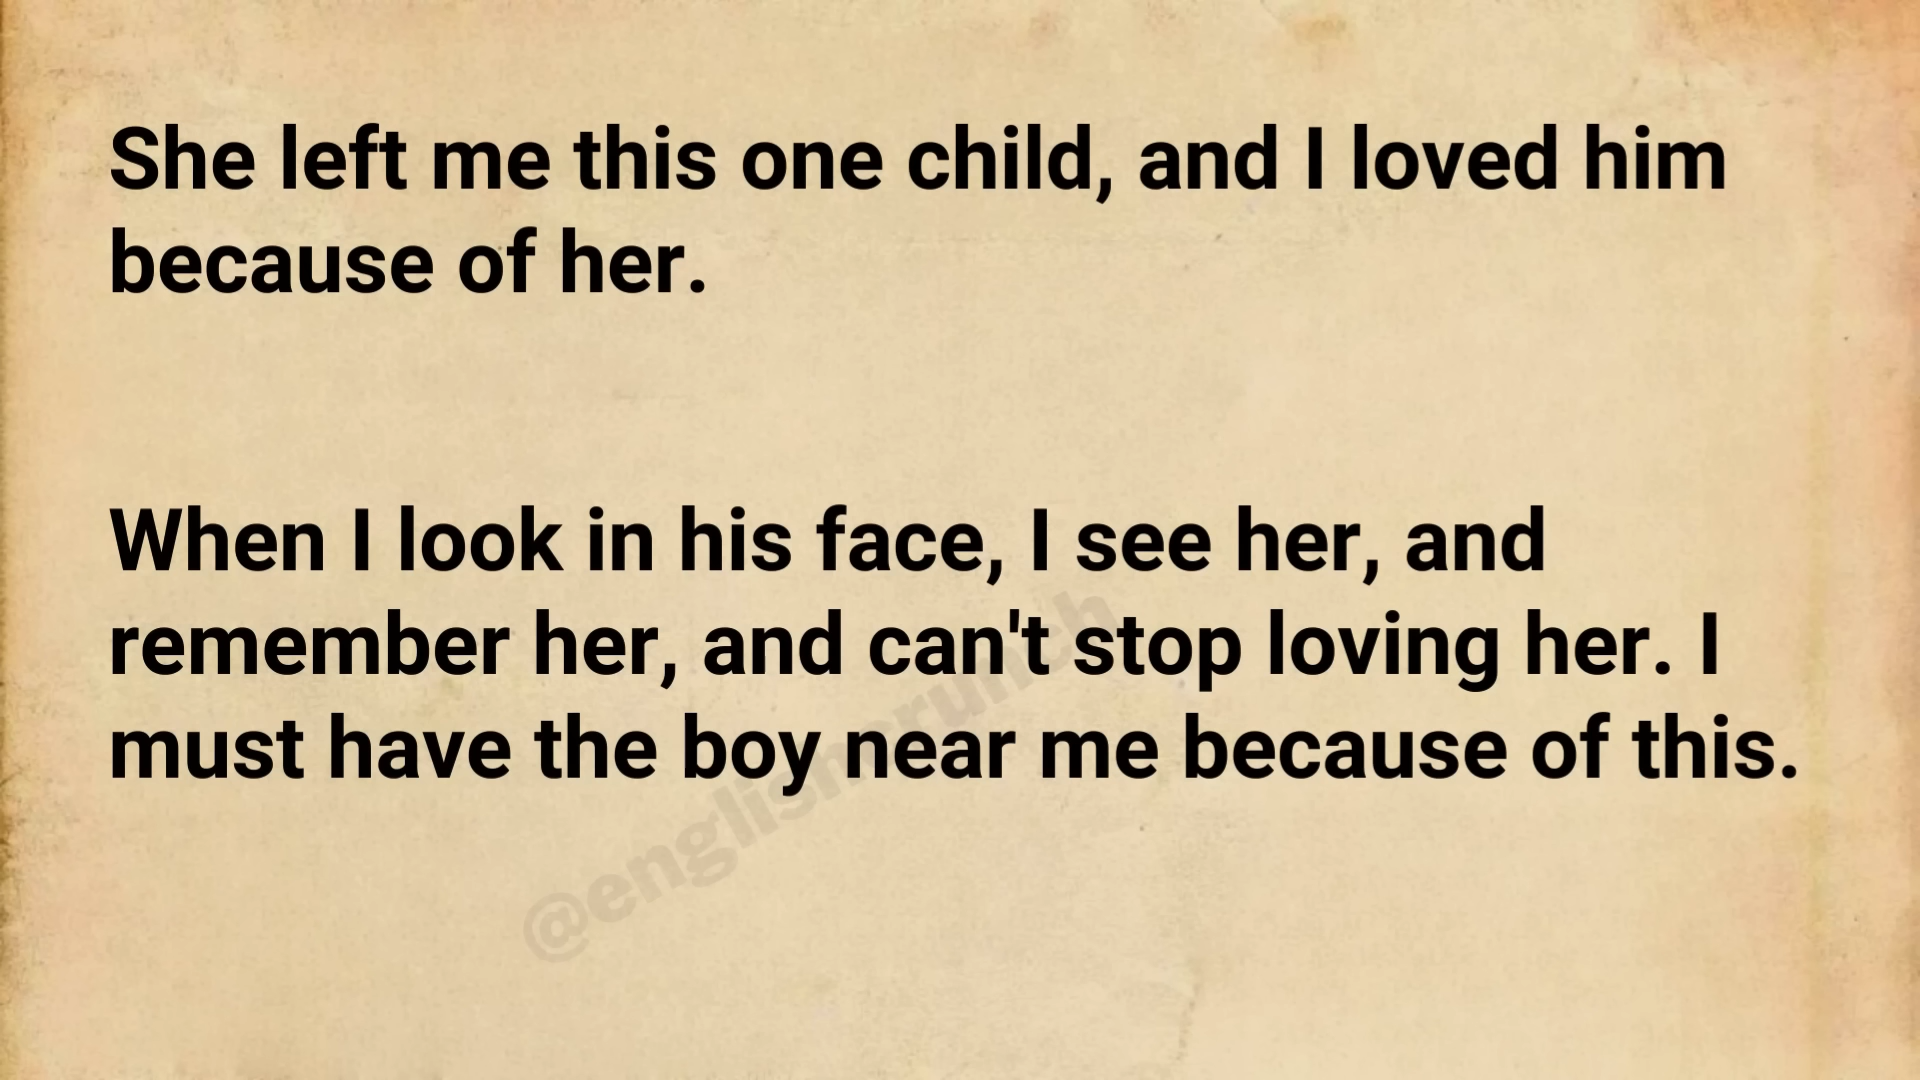 She left me this one child, and I loved him
because of her.
When I look in his face, I see her, and
remember her, and can't stop loving her. I
must have the boy near me because of this.
@englishcrunch